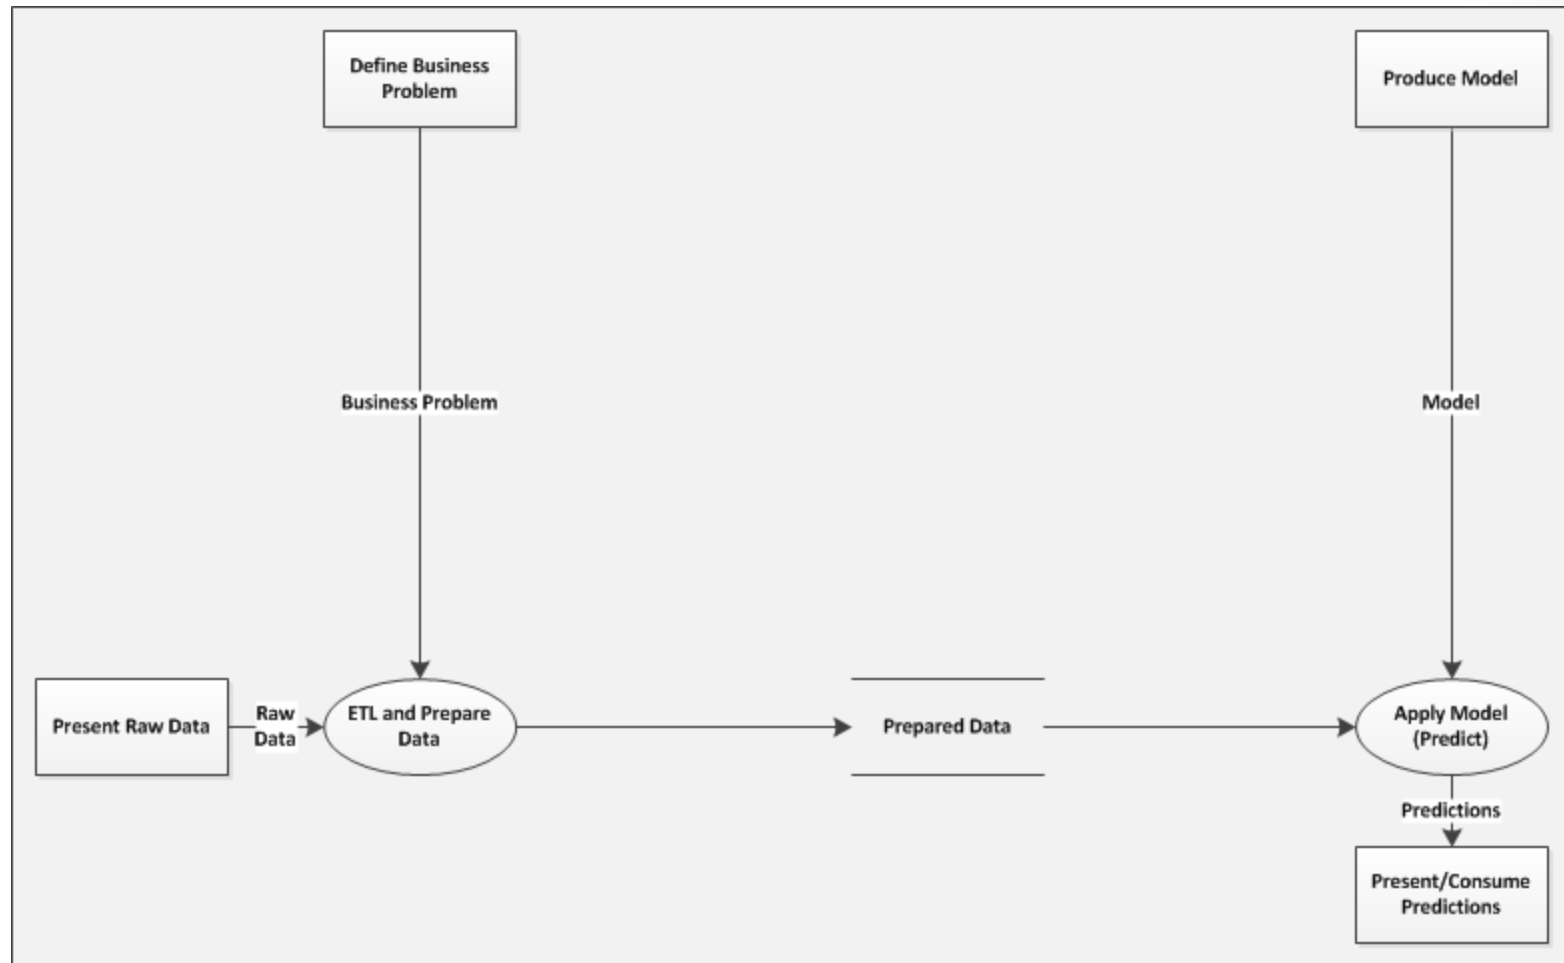 Define Business
Problem
Produce Model
Business Problem
Model
Present Raw Data
Raw
Data
ETL and Prepare
Data
Prepared Data
Apply Model
(Predict)
Predictions
Present/Consume
Predictions